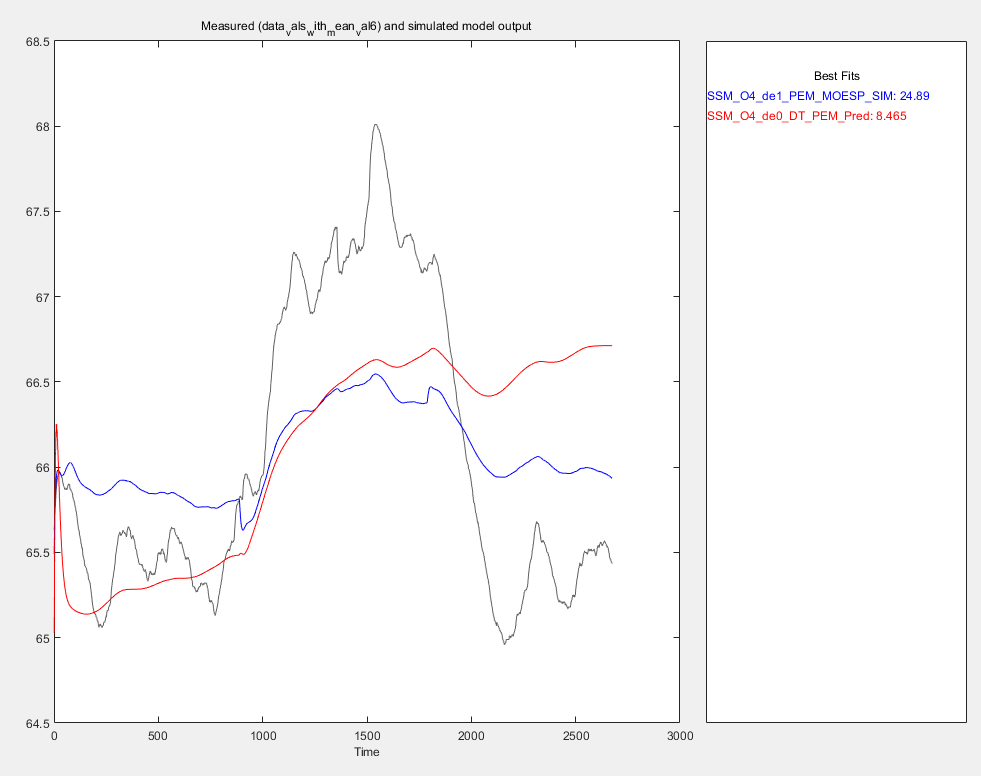 Measured (data_vals_with_mean_val6) and simulated model output
68.5
68
67.5
67
66.5
66
65.5
65
64.5
0 500 1000 1500 2000 2500 3000
Time
Best Fits
SSM_O4_de1_PEM_MOESP_SIM: 24.89
SSM_O4_de0_DT_PEM_Pred: 8.465